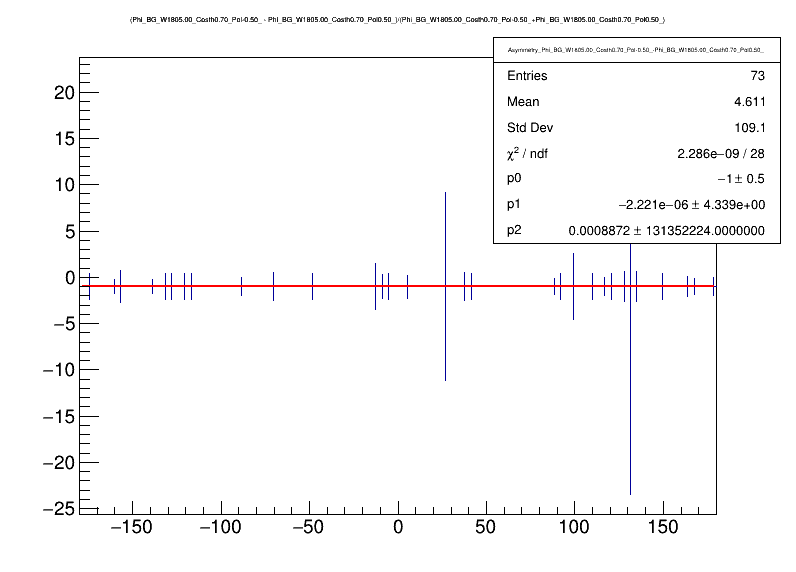 (Phi_BG_W1805.00_Costh0.70_Pol-0.50_ - Phi_BG_W1805.00_Costh0.70_Pol0.50_)/(Phi_BG_W1805.00_Costh0.70_Pol-0.50_+Phi_BG_W1805.00_Costh0.70_Pol0.50_)
Asymmetry_Phi_BG_W1805.00_Costh0.70_Pol-0.50_-Phi_BG_W1805.00_Costh0.70_Pol0.50_
Entries 73
Mean 4.611
Std Dev 109.1
χ² / ndf 2.286e−09 / 28
p0 −1 ± 0.5
p1 −2.221e−06 ± 4.339e+00
p2 0.0008872 ± 131352224.0000000
20
15
10
5
0
−5
−10
−15
−20
−25
−150 −100 −50 0 50 100 150